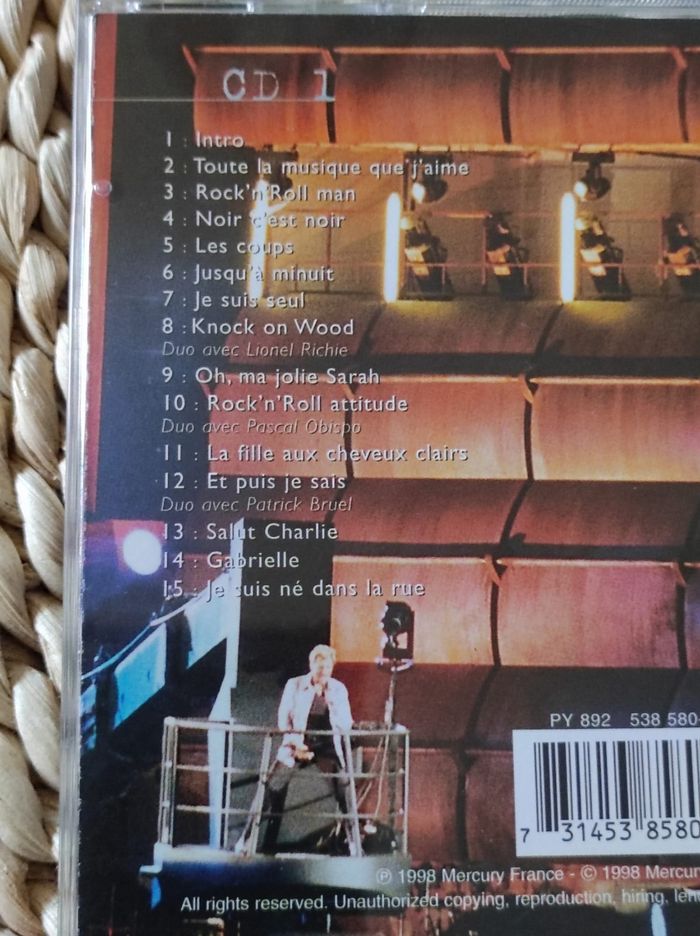 CD 1
1 : Intro
2 : Toute la musique que j'aime
3 : Rock'n'Roll man
4 : Noir c'est noir
5 : Les coups
6 : Jusqu'à minuit
7 : Je suis seul
8 : Knock on Wood
Duo avec Lionel Richie
9 : Oh, ma jolie Sarah
10 : Rock'n'Roll attitude
Duo avec Pascal Obispo
11 : La fille aux cheveux clairs
12 : Et puis je sais
Duo avec Patrick Bruel
13 : Salut Charlie
14 : Gabrielle
15 : Je suis né dans la rue
PY 892 538 580-
7 31453 8580
℗ 1998 Mercury France - © 1998 Mercur
All rights reserved. Unauthorized copying, reproduction, hiring, len